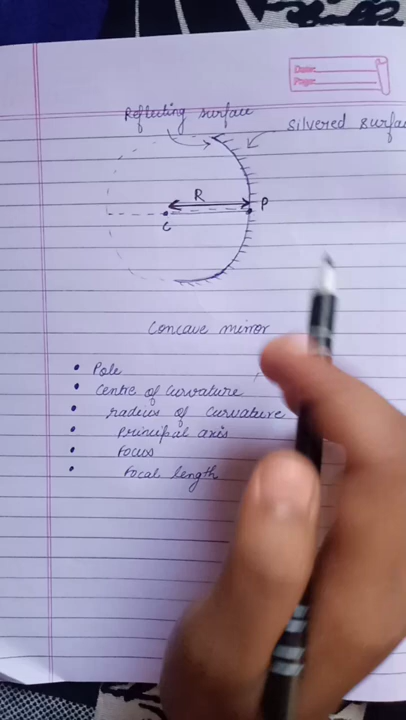 Date:
Page:
Reflecting surface
silvered surfac
R
P
C
Concave mirror
• Pole
• Centre of curvature
• radius of curvature
• Principal axis
• Focus
• Focal length